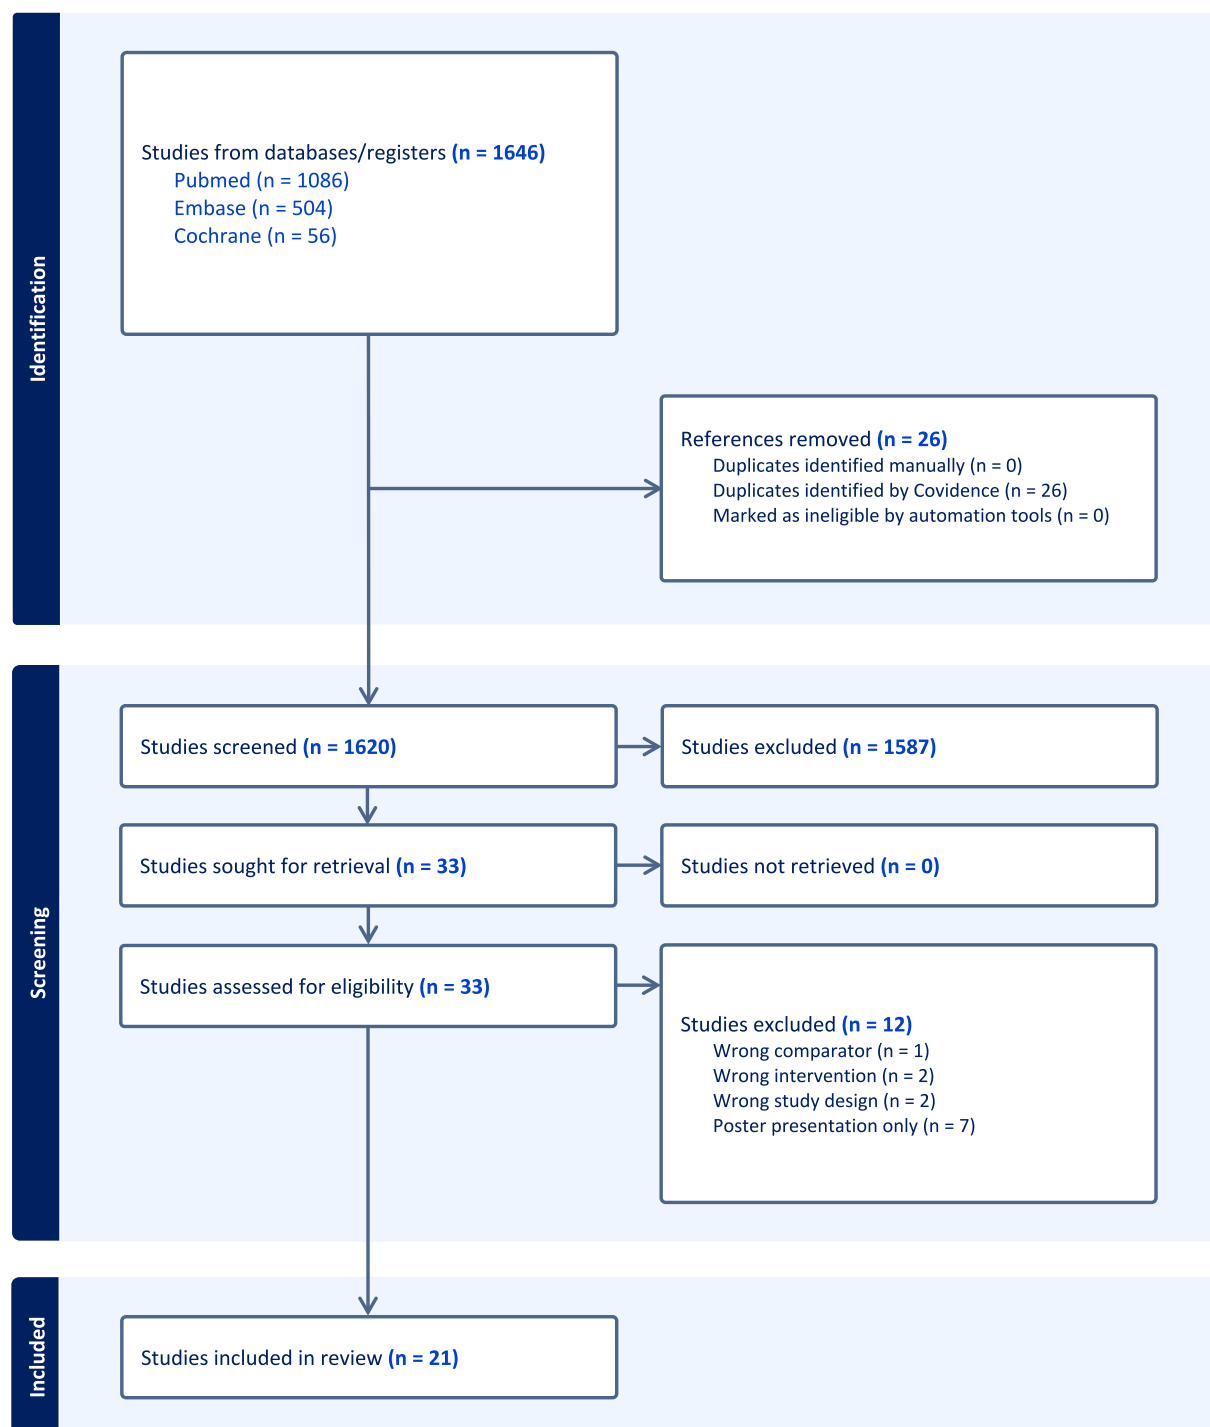 Identification
Studies from databases/registers (n = 1646)
Pubmed (n = 1086)
Embase (n = 504)
Cochrane (n = 56)
References removed (n = 26)
Duplicates identified manually (n = 0)
Duplicates identified by Covidence (n = 26)
Marked as ineligible by automation tools (n = 0)
Screening
Studies screened (n = 1620)
Studies excluded (n = 1587)
Studies sought for retrieval (n = 33)
Studies not retrieved (n = 0)
Studies assessed for eligibility (n = 33)
Studies excluded (n = 12)
Wrong comparator (n = 1)
Wrong intervention (n = 2)
Wrong study design (n = 2)
Poster presentation only (n = 7)
Included
Studies included in review (n = 21)